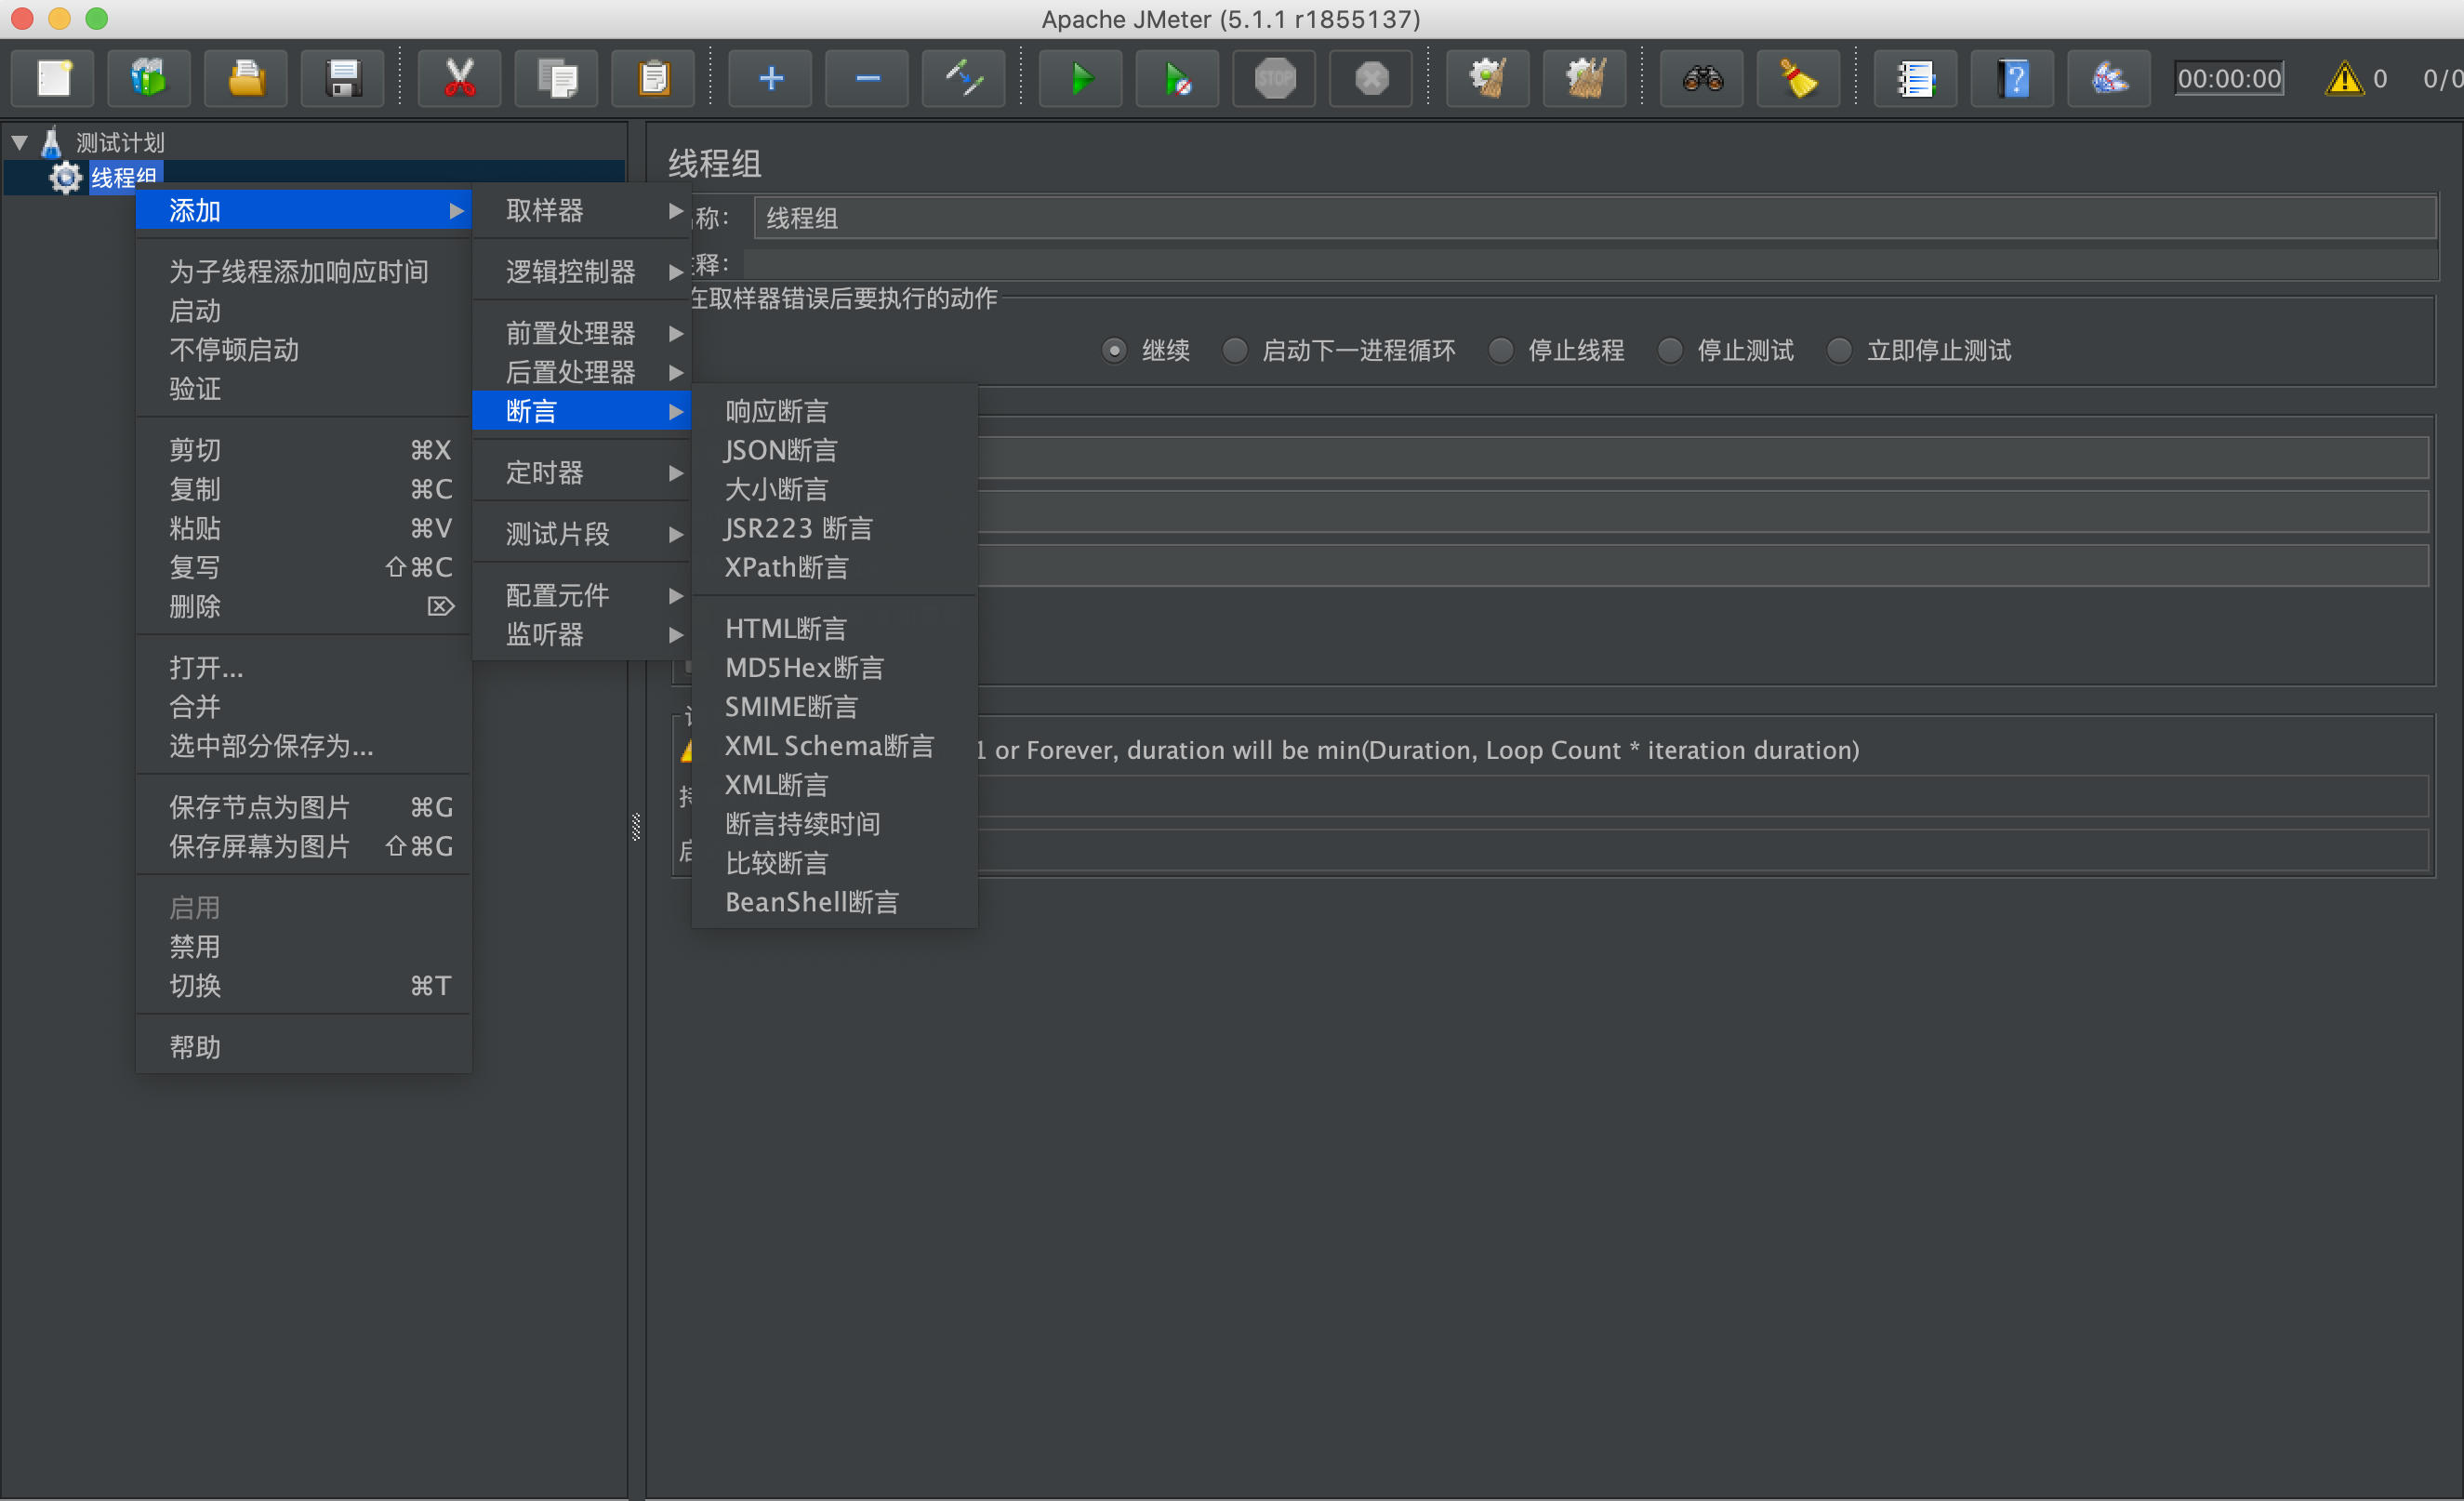 Apache JMeter (5.1.1 r1855137)
STOP
?
00:00:00
0
0/0
测试计划
线程组
添加
为子线程添加响应时间
启动
不停顿启动
验证
剪切 ⌘X
复制 ⌘C
粘贴 ⌘V
复写 ⇧⌘C
删除 ⌦
打开...
合并
选中部分保存为...
保存节点为图片 ⌘G
保存屏幕为图片 ⇧⌘G
启用
禁用
切换 ⌘T
帮助
取样器
逻辑控制器
前置处理器
后置处理器
断言
定时器
测试片段
配置元件
监听器
响应断言
JSON断言
大小断言
JSR223 断言
XPath断言
HTML断言
MD5Hex断言
SMIME断言
XML Schema断言
XML断言
断言持续时间
比较断言
BeanShell断言
线程组
称： 线程组
释：
在取样器错误后要执行的动作
继续 启动下一进程循环 停止线程 停止测试 立即停止测试
1 or Forever, duration will be min(Duration, Loop Count * iteration duration)
持
启